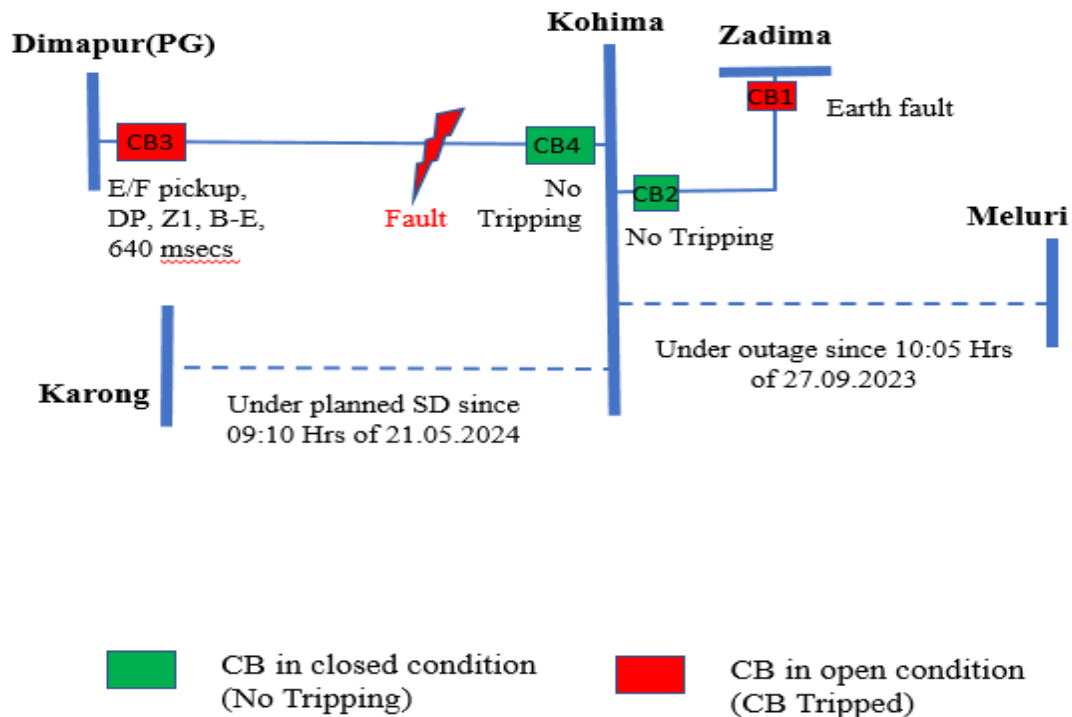 Dimapur(PG)
Kohima
Zadima
CB3
CB4
CB1
Earth fault
E/F pickup,
DP, Z1, B-E,
640 msecs
Fault
No
Tripping
CB2
No Tripping
Meluri
Under outage since 10:05 Hrs
of 27.09.2023
Karong
Under planned SD since
09:10 Hrs of 21.05.2024
CB in closed condition
(No Tripping)
CB in open condition
(CB Tripped)